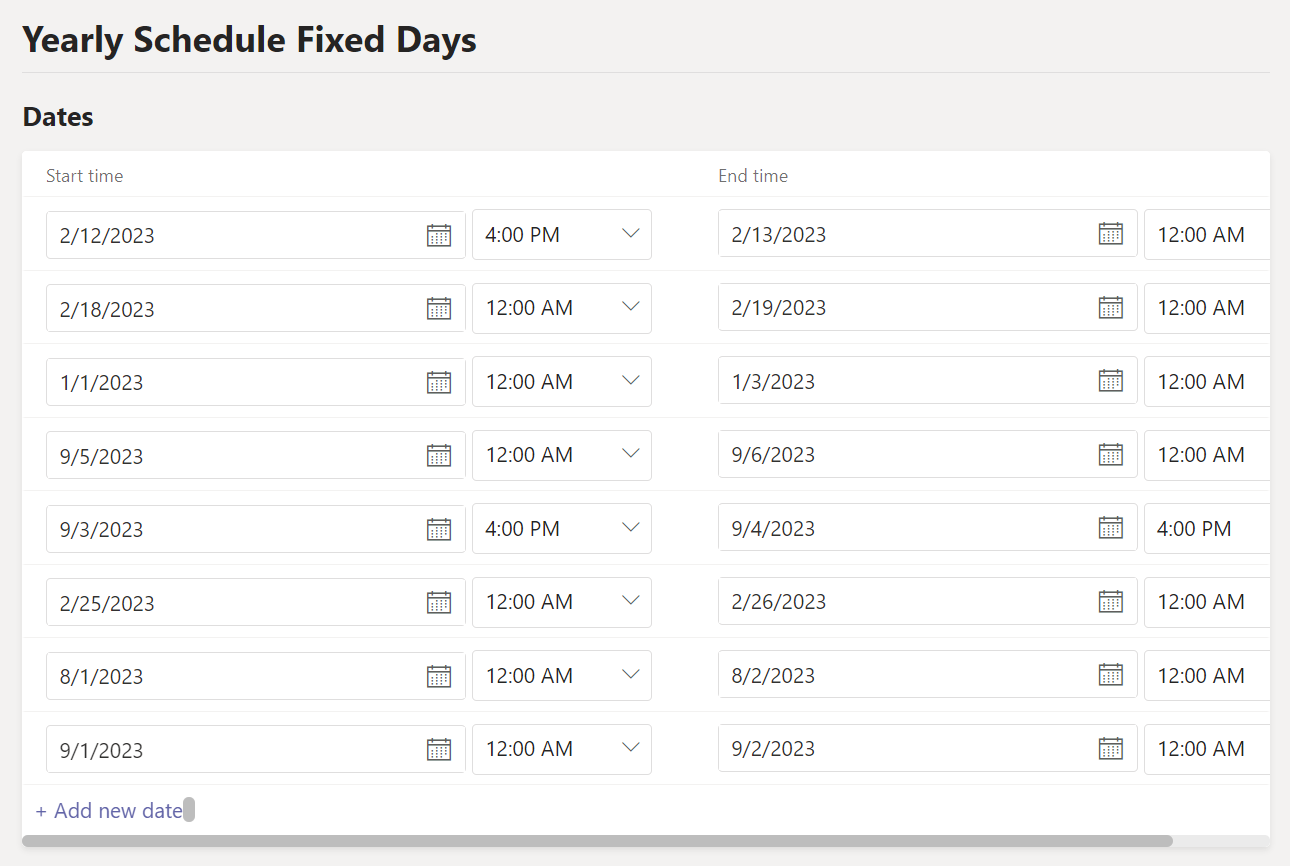 Yearly Schedule Fixed Days
Dates
Start time End time
2/12/2023 4:00 PM 2/13/2023 12:00 AM
2/18/2023 12:00 AM 2/19/2023 12:00 AM
1/1/2023 12:00 AM 1/3/2023 12:00 AM
9/5/2023 12:00 AM 9/6/2023 12:00 AM
9/3/2023 4:00 PM 9/4/2023 4:00 PM
2/25/2023 12:00 AM 2/26/2023 12:00 AM
8/1/2023 12:00 AM 8/2/2023 12:00 AM
9/1/2023 12:00 AM 9/2/2023 12:00 AM
+ Add new date